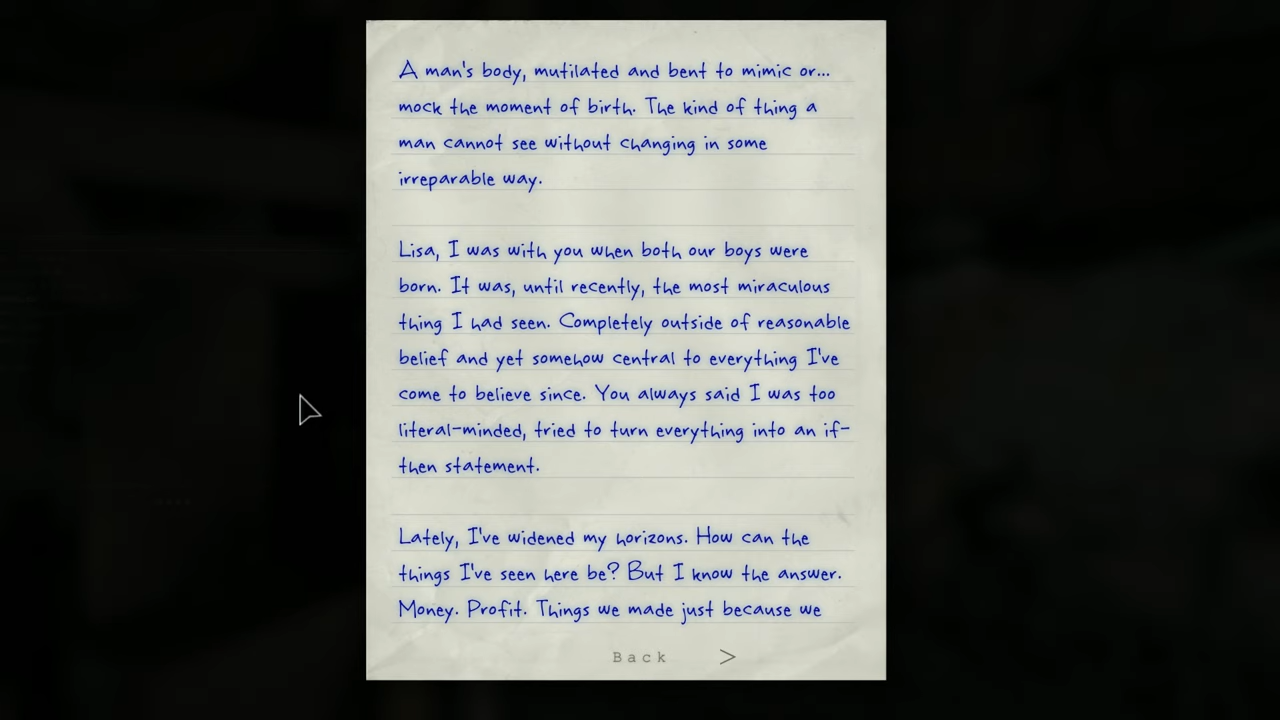 A man's body, mutilated and bent to mimic or...
mock the moment of birth. The kind of thing a
man cannot see without changing in some
irreparable way.
Lisa, I was with you when both our boys were
born. It was, until recently, the most miraculous
thing I had seen. Completely outside of reasonable
belief and yet somehow central to everything I've
come to believe since. You always said I was too
literal-minded, tried to turn everything into an if-
then statement.
Lately, I've widened my horizons. How can the
things I've seen here be? But I know the answer.
Money. Profit. Things we made just because we
Back >